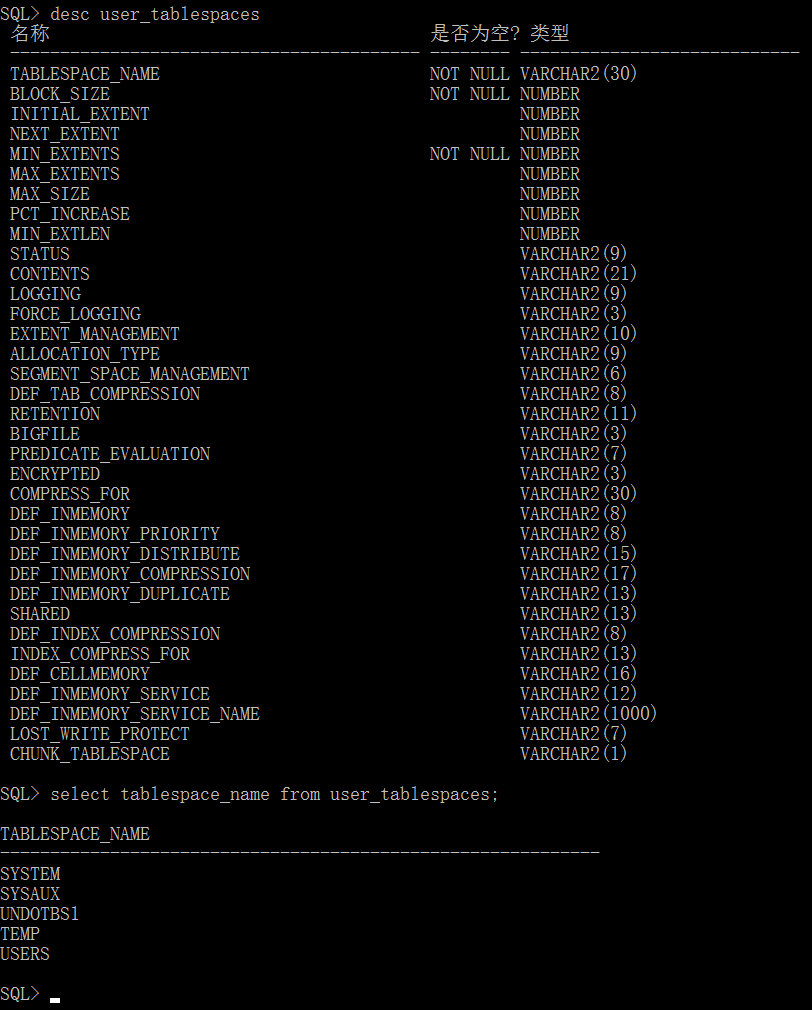 SQL> desc user_tablespaces
名称 是否为空? 类型
----------------------------------------- -------- ----------------------------
TABLESPACE_NAME NOT NULL VARCHAR2(30)
BLOCK_SIZE NOT NULL NUMBER
INITIAL_EXTENT NUMBER
NEXT_EXTENT NUMBER
MIN_EXTENTS NOT NULL NUMBER
MAX_EXTENTS NUMBER
MAX_SIZE NUMBER
PCT_INCREASE NUMBER
MIN_EXTLEN NUMBER
STATUS VARCHAR2(9)
CONTENTS VARCHAR2(21)
LOGGING VARCHAR2(9)
FORCE_LOGGING VARCHAR2(3)
EXTENT_MANAGEMENT VARCHAR2(10)
ALLOCATION_TYPE VARCHAR2(9)
SEGMENT_SPACE_MANAGEMENT VARCHAR2(6)
DEF_TAB_COMPRESSION VARCHAR2(8)
RETENTION VARCHAR2(11)
BIGFILE VARCHAR2(3)
PREDICATE_EVALUATION VARCHAR2(7)
ENCRYPTED VARCHAR2(3)
COMPRESS_FOR VARCHAR2(30)
DEF_INMEMORY VARCHAR2(8)
DEF_INMEMORY_PRIORITY VARCHAR2(8)
DEF_INMEMORY_DISTRIBUTE VARCHAR2(15)
DEF_INMEMORY_COMPRESSION VARCHAR2(17)
DEF_INMEMORY_DUPLICATE VARCHAR2(13)
SHARED VARCHAR2(13)
DEF_INDEX_COMPRESSION VARCHAR2(8)
INDEX_COMPRESS_FOR VARCHAR2(13)
DEF_CELLMEMORY VARCHAR2(16)
DEF_INMEMORY_SERVICE VARCHAR2(12)
DEF_INMEMORY_SERVICE_NAME VARCHAR2(1000)
LOST_WRITE_PROTECT VARCHAR2(7)
CHUNK_TABLESPACE VARCHAR2(1)
SQL> select tablespace_name from user_tablespaces;
TABLESPACE_NAME
------------------------------------------------------------
SYSTEM
SYSAUX
UNDOTBS1
TEMP
USERS
SQL>